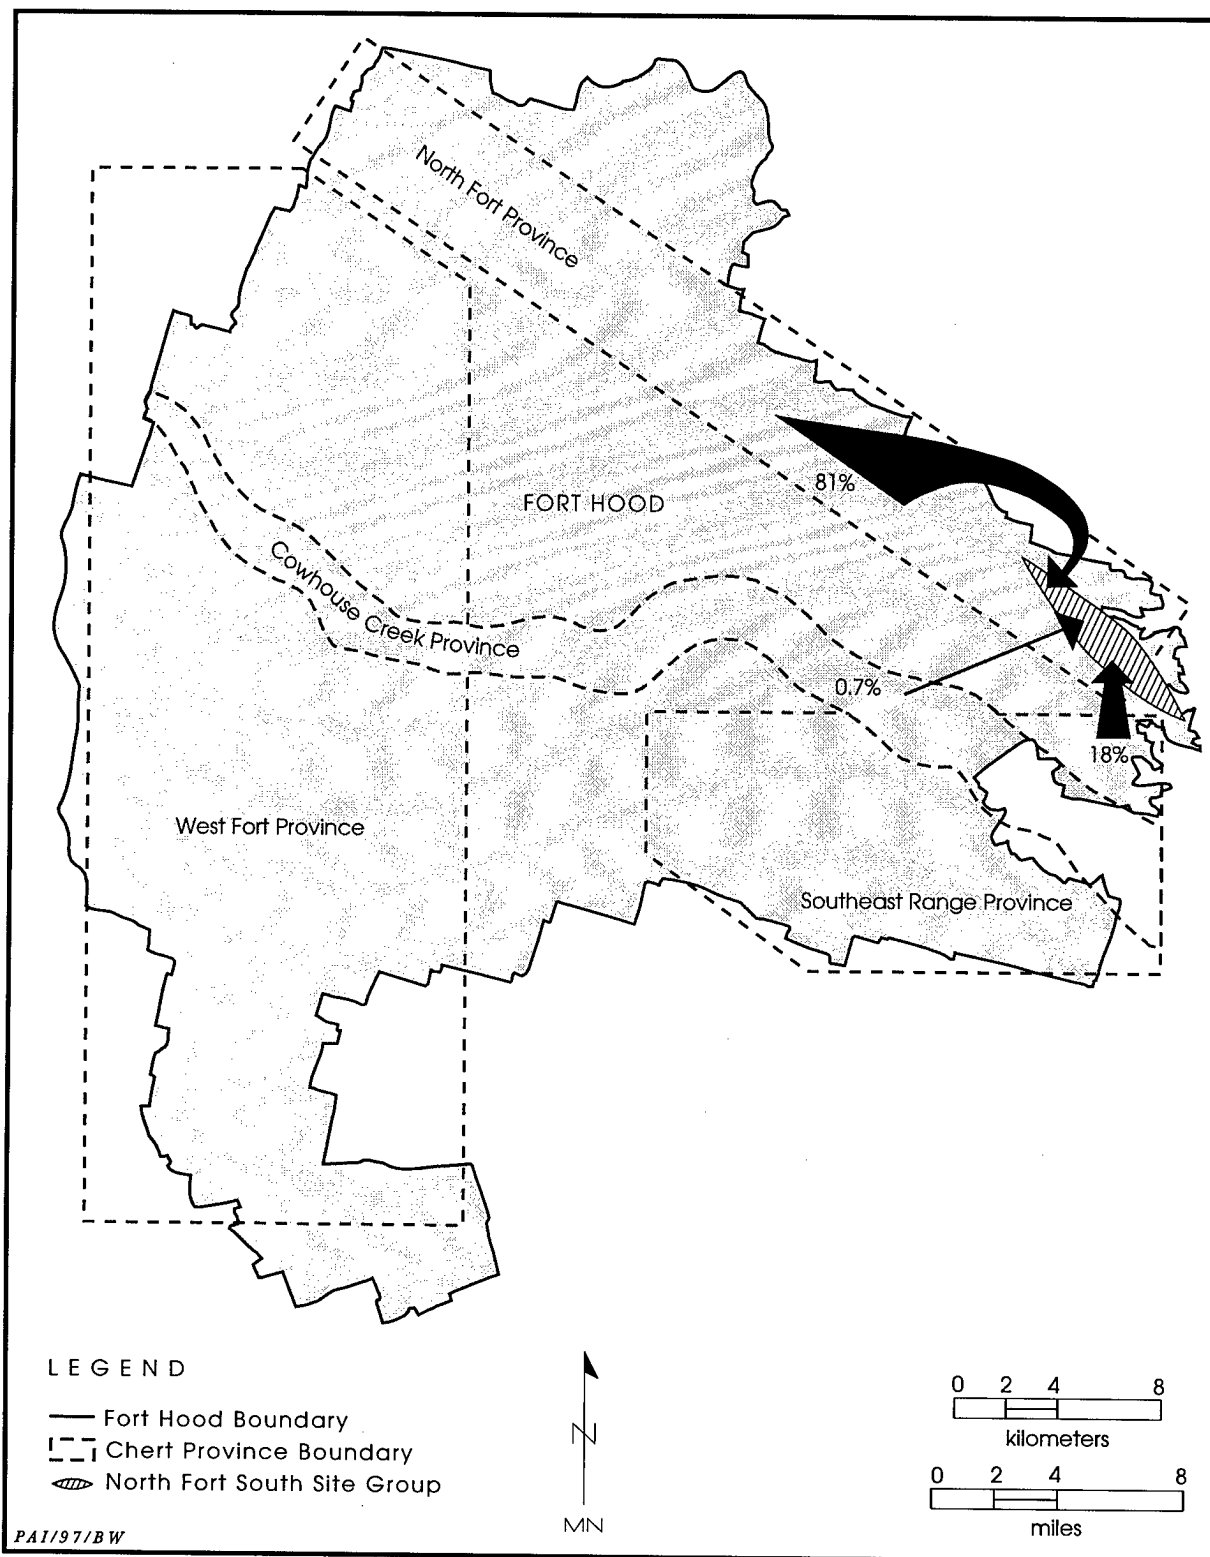 North Fort Province
81%
FORT HOOD
Cowhouse Creek Province
0.7%
18%
West Fort Province
Southeast Range Province
LEGEND
Fort Hood Boundary
Chert Province Boundary
North Fort South Site Group
N
MN
0 2 4 8
kilometers
0 2 4 8
miles
PAI/97/BW